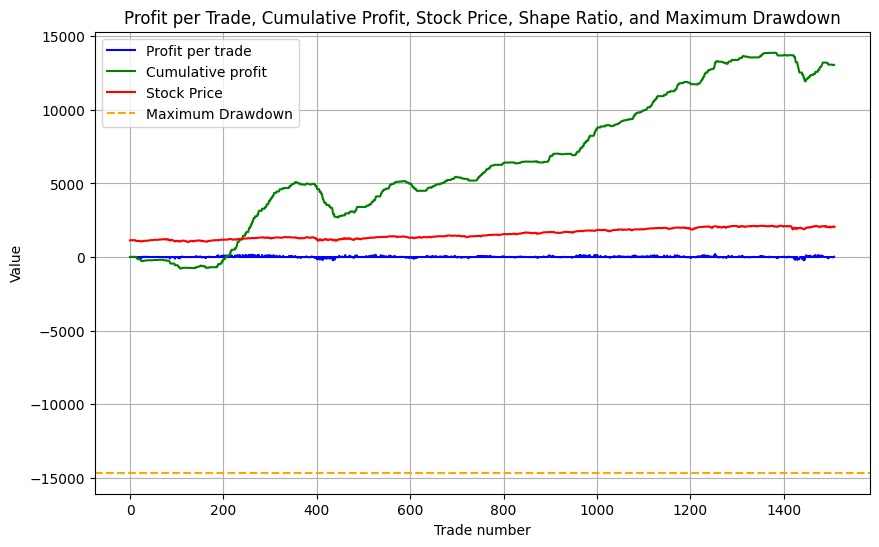 Profit per Trade, Cumulative Profit, Stock Price, Shape Ratio, and Maximum Drawdown
Profit per trade
Cumulative profit
Stock Price
Maximum Drawdown
15000
10000
5000
0
−5000
−10000
−15000
Value
0 200 400 600 800 1000 1200 1400
Trade number